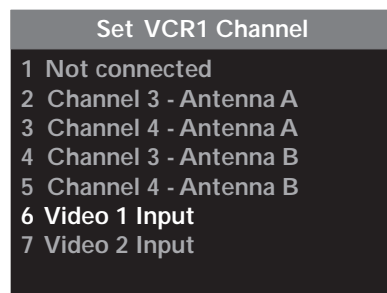 Set VCR1 Channel
1 Not connected
2 Channel 3 - Antenna A
3 Channel 4 - Antenna A
4 Channel 3 - Antenna B
5 Channel 4 - Antenna B
6 Video 1 Input
7 Video 2 Input